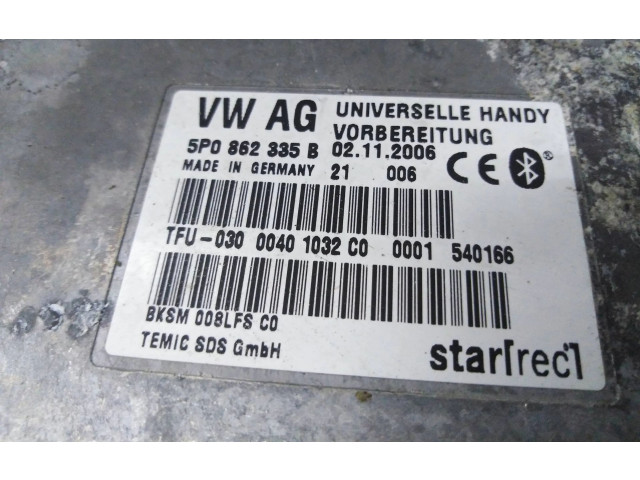 VW AG UNIVERSELLE HANDY
VORBEREITUNG
5P0 862 335 B 02.11.2006
MADE IN GERMANY 21 006 CE ®
TFU-030 0040 1032 C0 0001 540166
BKSM 008LFS C0
TEMIC SDS GmbH
star[rec]